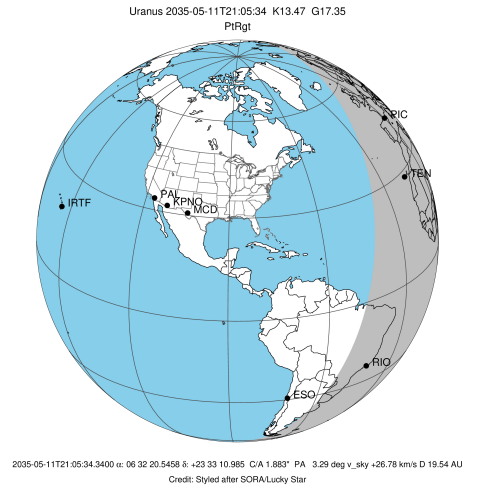 Uranus 2035-05-11T21:05:34 K13.47 G17.35
PtRgt
PIC
TEN
PAL
KPNO
MCD
IRTF
RIO
ESO
2035-05-11T21:05:34.3400 α: 06 32 20.5458 δ: +23 33 10.985 C/A 1.883" PA 3.29 deg v_sky +26.78 km/s D 19.54 AU
Credit: Styled after SORA/Lucky Star